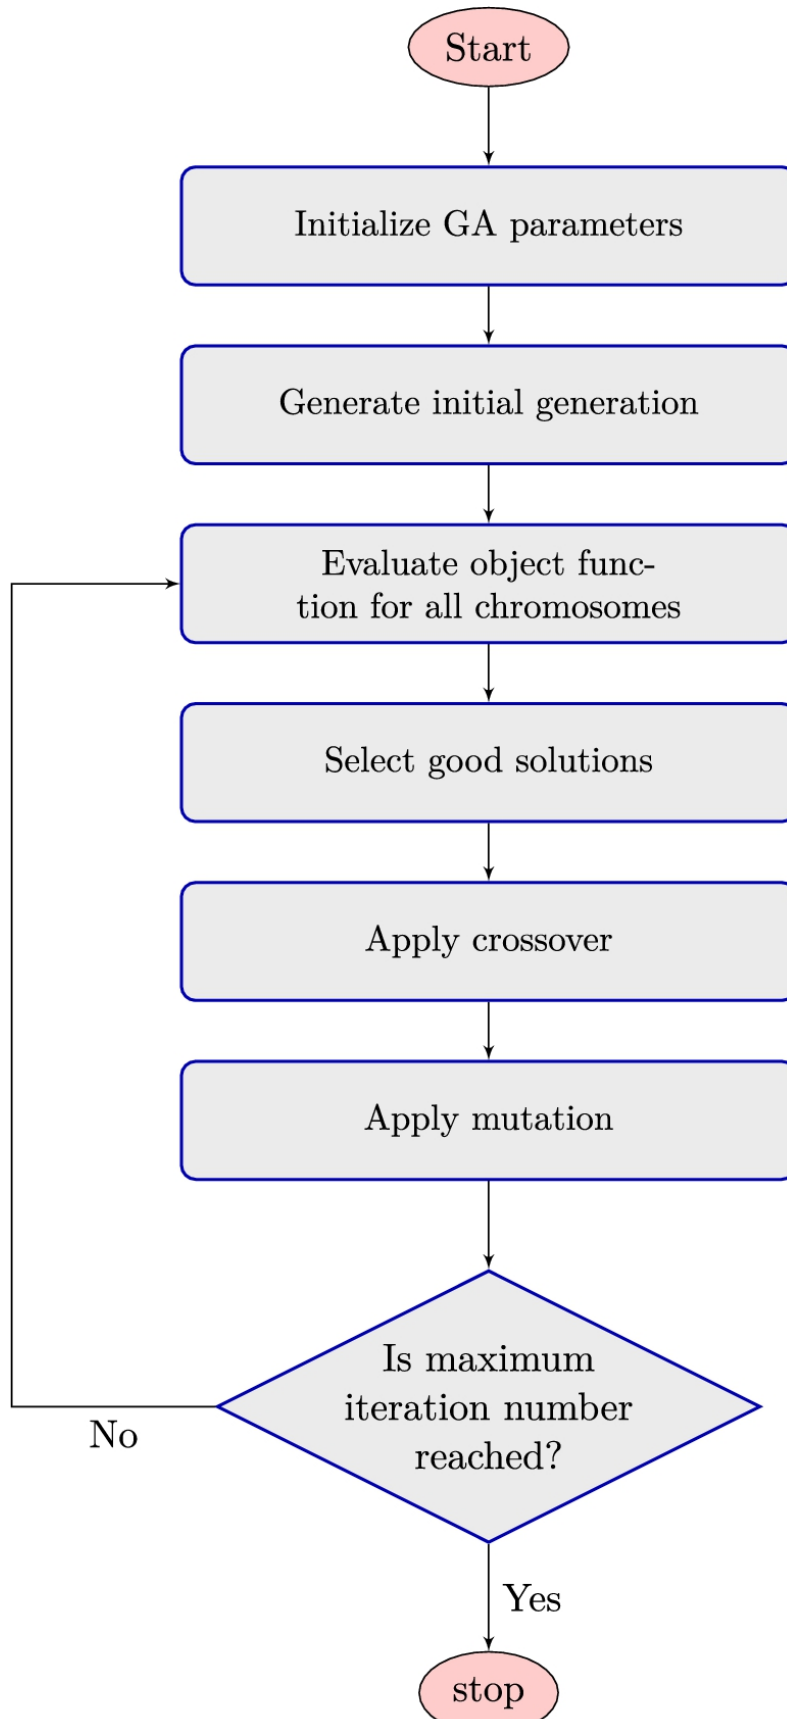 Start
Initialize GA parameters
Generate initial generation
Evaluate object func-
tion for all chromosomes
Select good solutions
Apply crossover
Apply mutation
Is maximum
iteration number
reached?
No
Yes
stop